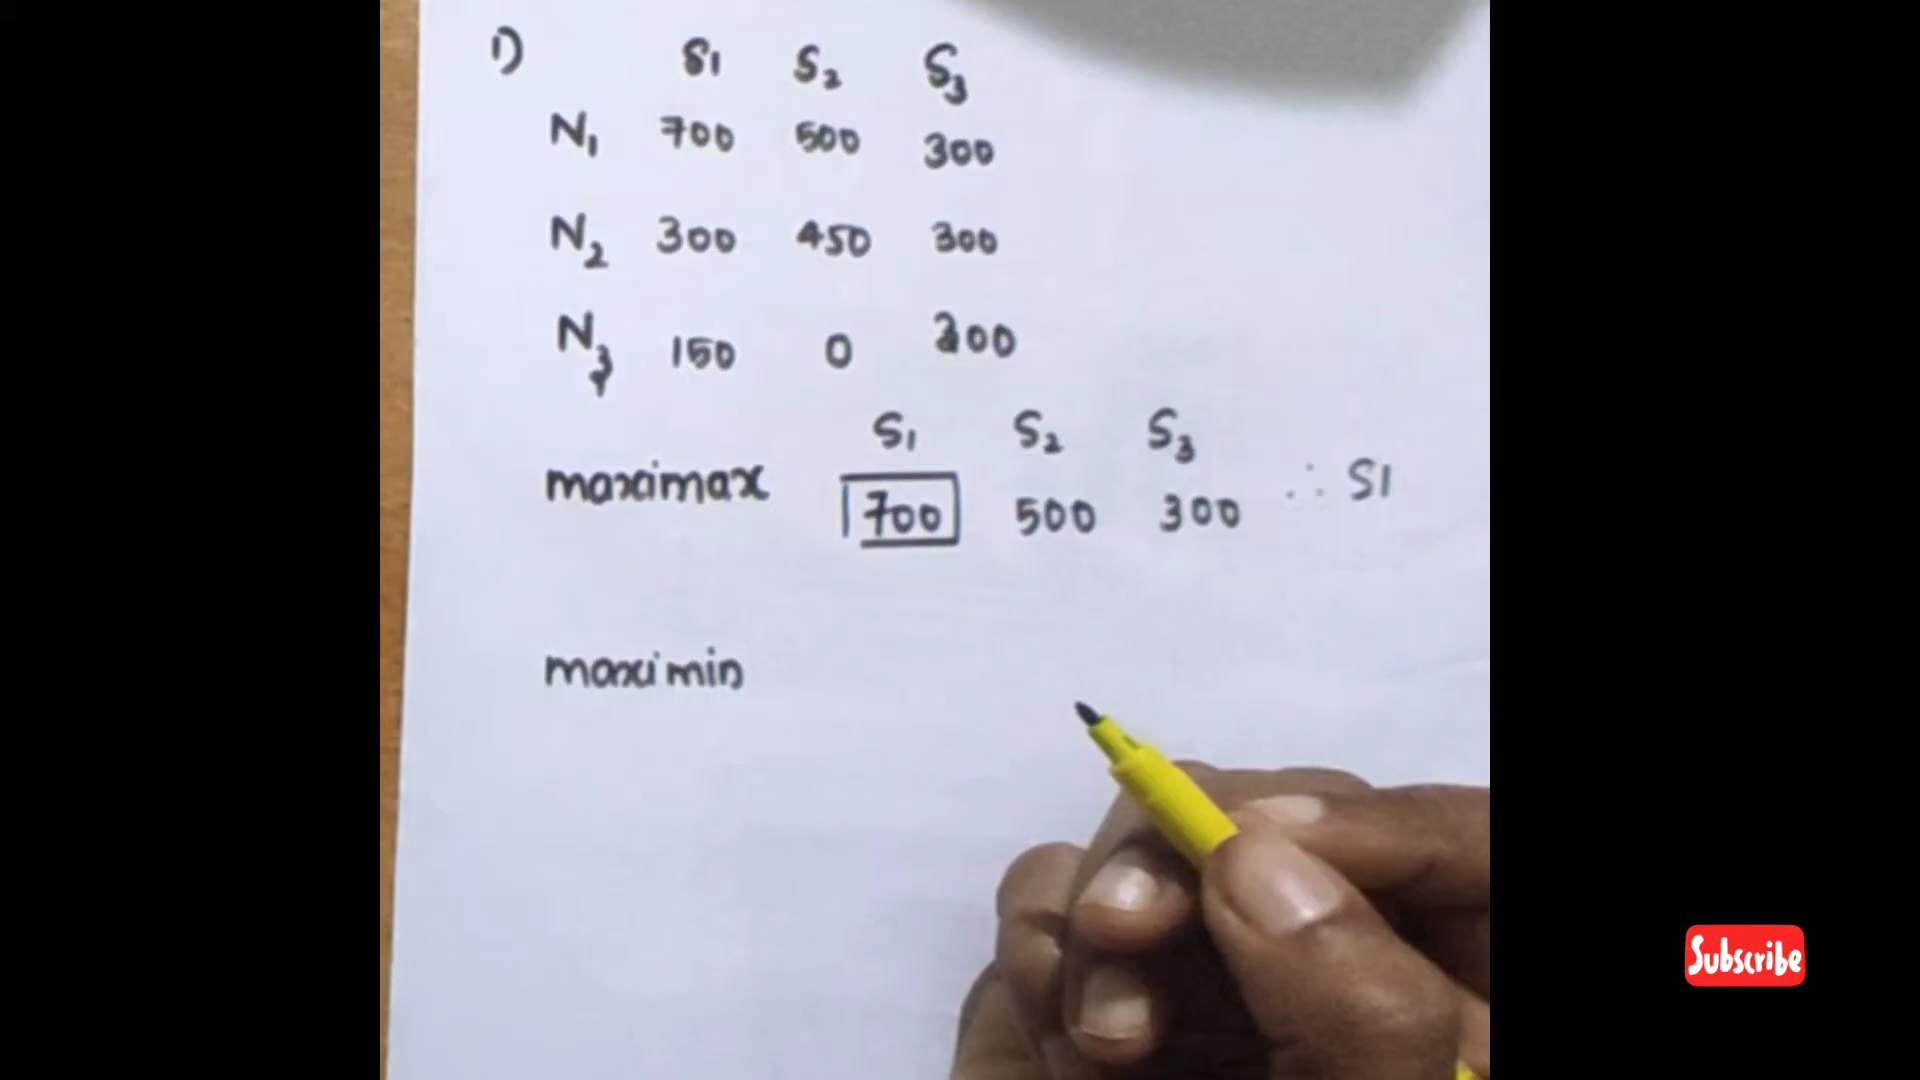 1) S1 S2 S3
N1 700 500 300
N2 300 450 300
N3 150 0
S1 S2 S3
maximax 700 500 300 ∴ S1
maximin
Subscribe